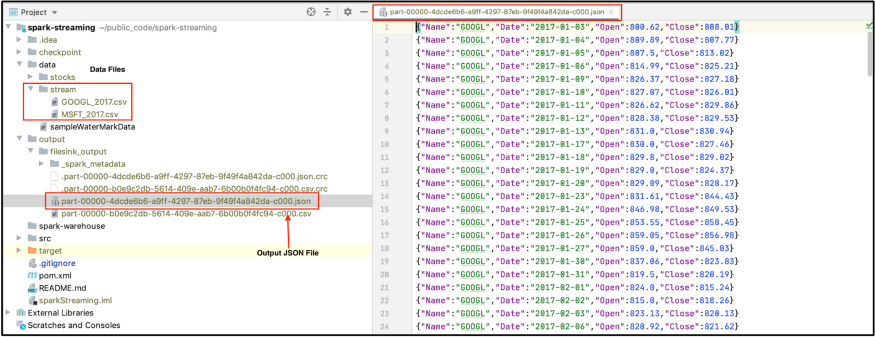 Project
spark-streaming ~/public_code/spark-streaming
.idea
checkpoint
data
Data Files
stocks
stream
GOOGL_2017.csv
MSFT_2017.csv
sampleWaterMarkData
output
filesink_output
_spark_metadata
.part-00000-4dcde6b6-a9ff-4297-87eb-9f49f4a842da-c000.json.crc
.part-00000-b0e9c2db-5614-409e-aab7-6b00b0f4fc94-c000.csv.crc
part-00000-4dcde6b6-a9ff-4297-87eb-9f49f4a842da-c000.json
part-00000-b0e9c2db-5614-409e-aab7-6b00b0f4fc94-c000.csv
spark-warehouse
src
target
Output JSON File
.gitignore
pom.xml
README.md
sparkStreaming.iml
External Libraries
Scratches and Consoles
part-00000-4dcde6b6-a9ff-4297-87eb-9f49f4a842da-c000.json
1 {"Name":"GOOGL","Date":"2017-01-03","Open":800.62,"Close":808.01}
2 {"Name":"GOOGL","Date":"2017-01-04","Open":809.89,"Close":807.77}
3 {"Name":"GOOGL","Date":"2017-01-05","Open":807.5,"Close":813.02}
4 {"Name":"GOOGL","Date":"2017-01-06","Open":814.99,"Close":825.21}
5 {"Name":"GOOGL","Date":"2017-01-09","Open":826.37,"Close":827.18}
6 {"Name":"GOOGL","Date":"2017-01-10","Open":827.07,"Close":826.01}
7 {"Name":"GOOGL","Date":"2017-01-11","Open":826.62,"Close":829.86}
8 {"Name":"GOOGL","Date":"2017-01-12","Open":828.38,"Close":829.53}
9 {"Name":"GOOGL","Date":"2017-01-13","Open":831.0,"Close":830.94}
10 {"Name":"GOOGL","Date":"2017-01-17","Open":830.0,"Close":827.46}
11 {"Name":"GOOGL","Date":"2017-01-18","Open":829.8,"Close":829.02}
12 {"Name":"GOOGL","Date":"2017-01-19","Open":829.0,"Close":824.37}
13 {"Name":"GOOGL","Date":"2017-01-20","Open":829.09,"Close":828.17}
14 {"Name":"GOOGL","Date":"2017-01-23","Open":831.61,"Close":844.43}
15 {"Name":"GOOGL","Date":"2017-01-24","Open":846.98,"Close":849.53}
16 {"Name":"GOOGL","Date":"2017-01-25","Open":853.55,"Close":858.45}
17 {"Name":"GOOGL","Date":"2017-01-26","Open":859.05,"Close":856.98}
18 {"Name":"GOOGL","Date":"2017-01-27","Open":859.0,"Close":845.03}
19 {"Name":"GOOGL","Date":"2017-01-30","Open":837.06,"Close":823.83}
20 {"Name":"GOOGL","Date":"2017-01-31","Open":819.5,"Close":820.19}
21 {"Name":"GOOGL","Date":"2017-02-01","Open":824.0,"Close":815.24}
22 {"Name":"GOOGL","Date":"2017-02-02","Open":815.0,"Close":818.26}
23 {"Name":"GOOGL","Date":"2017-02-03","Open":823.13,"Close":820.13}
24 {"Name":"GOOGL","Date":"2017-02-06","Open":820.92,"Close":821.62}